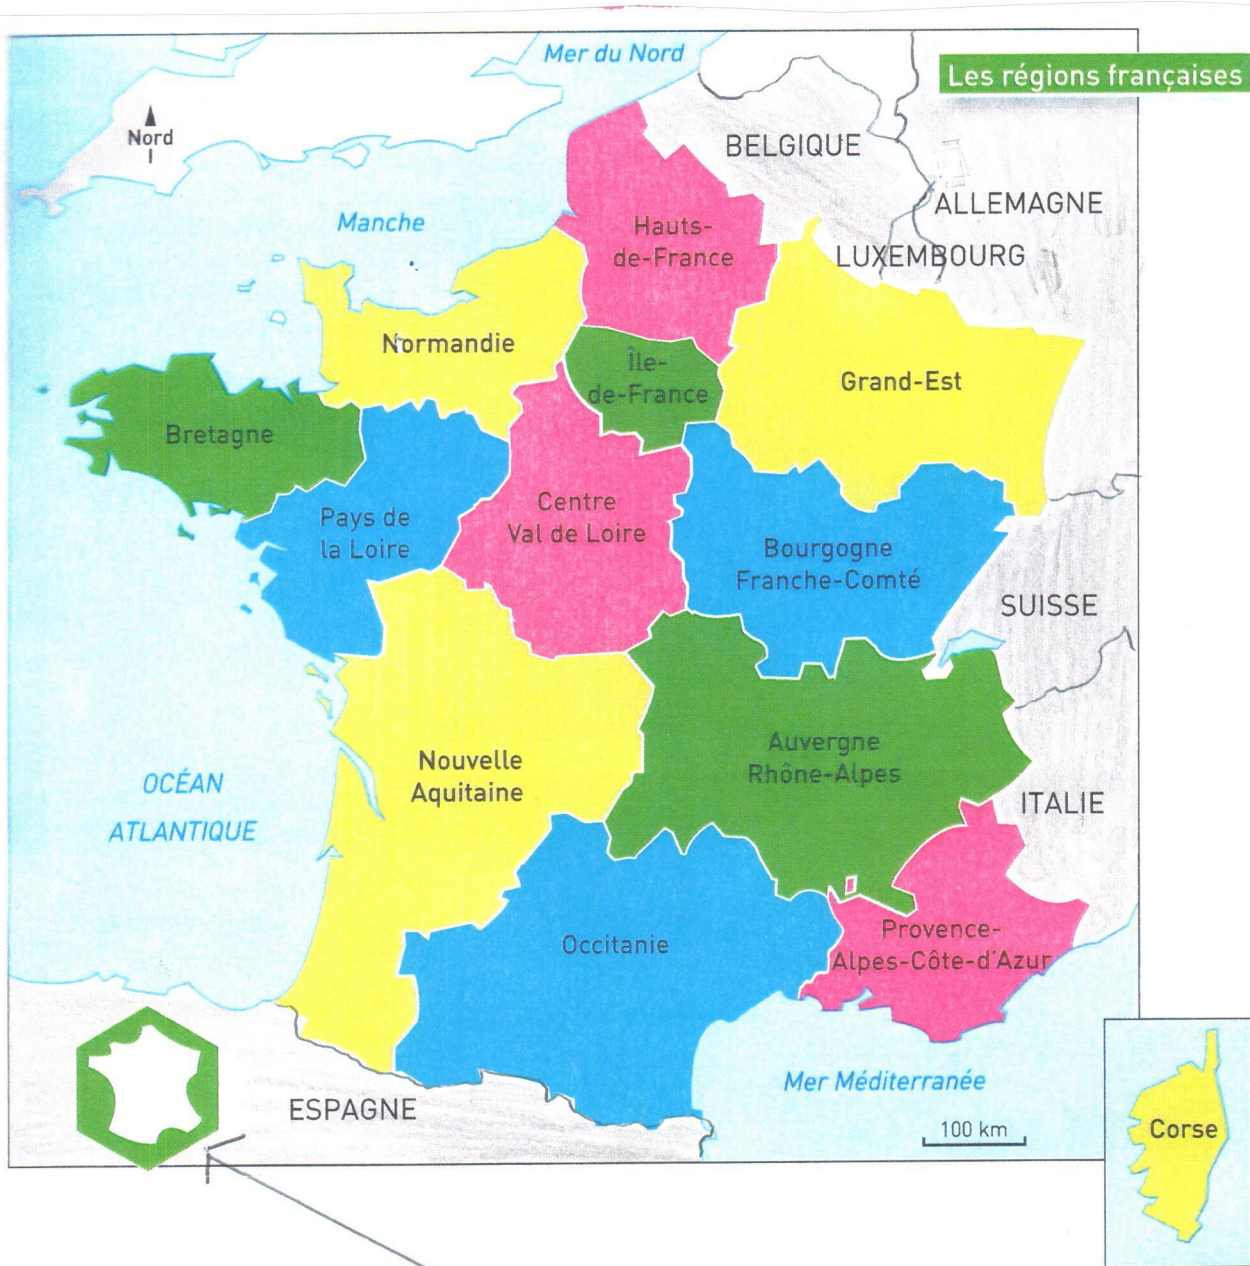 Mer du Nord
Les régions françaises
Nord
BELGIQUE
ALLEMAGNE
Manche
Hauts-
de-France
LUXEMBOURG
Normandie
Île-
de-France
Grand-Est
Bretagne
Centre
Val de Loire
Pays de
la Loire
Bourgogne
Franche-Comté
SUISSE
Nouvelle
Aquitaine
Auvergne
Rhône-Alpes
OCÉAN
ATLANTIQUE
ITALIE
Occitanie
Provence-
Alpes-Côte-d'Azur
Mer Méditerranée
ESPAGNE
100 km
Corse